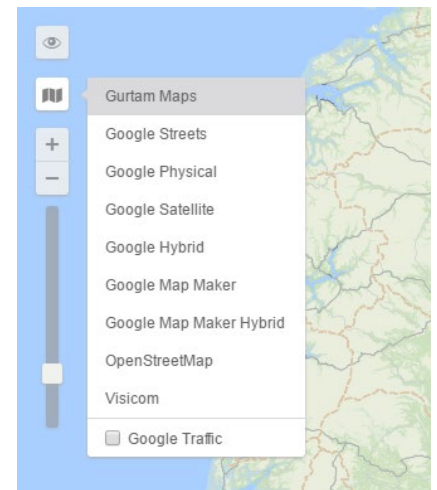 Gurtam Maps
Google Streets
Google Physical
Google Satellite
Google Hybrid
Google Map Maker
Google Map Maker Hybrid
OpenStreetMap
Visicom
Google Traffic